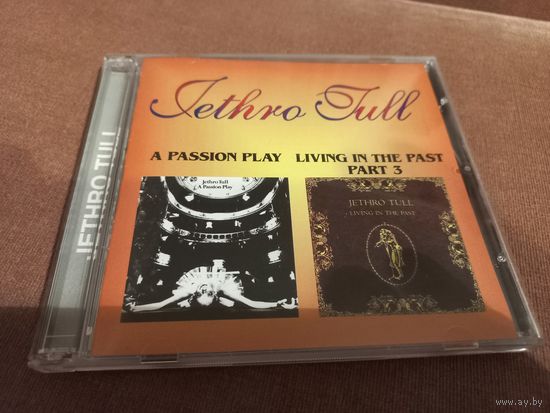 Jethro Tull
A PASSION PLAY LIVING IN THE PAST
PART 3
Jethro Tull
A Passion Play
JETHRO TULL
LIVING IN THE PAST
JETHRO TULL
www.ay.by